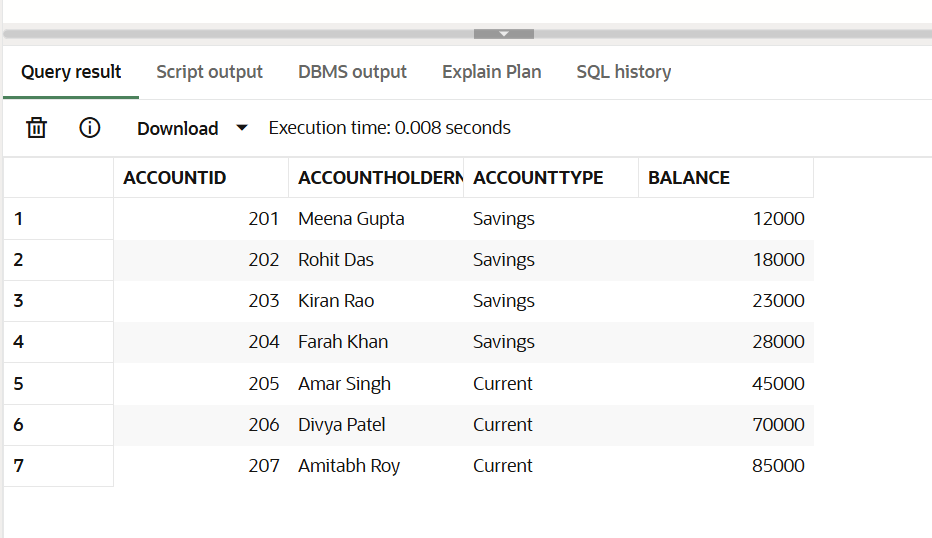 Query result Script output DBMS output Explain Plan SQL history
Download Execution time: 0.008 seconds
ACCOUNTID ACCOUNTHOLDERN ACCOUNTTYPE BALANCE
1 201 Meena Gupta Savings 12000
2 202 Rohit Das Savings 18000
3 203 Kiran Rao Savings 23000
4 204 Farah Khan Savings 28000
5 205 Amar Singh Current 45000
6 206 Divya Patel Current 70000
7 207 Amitabh Roy Current 85000